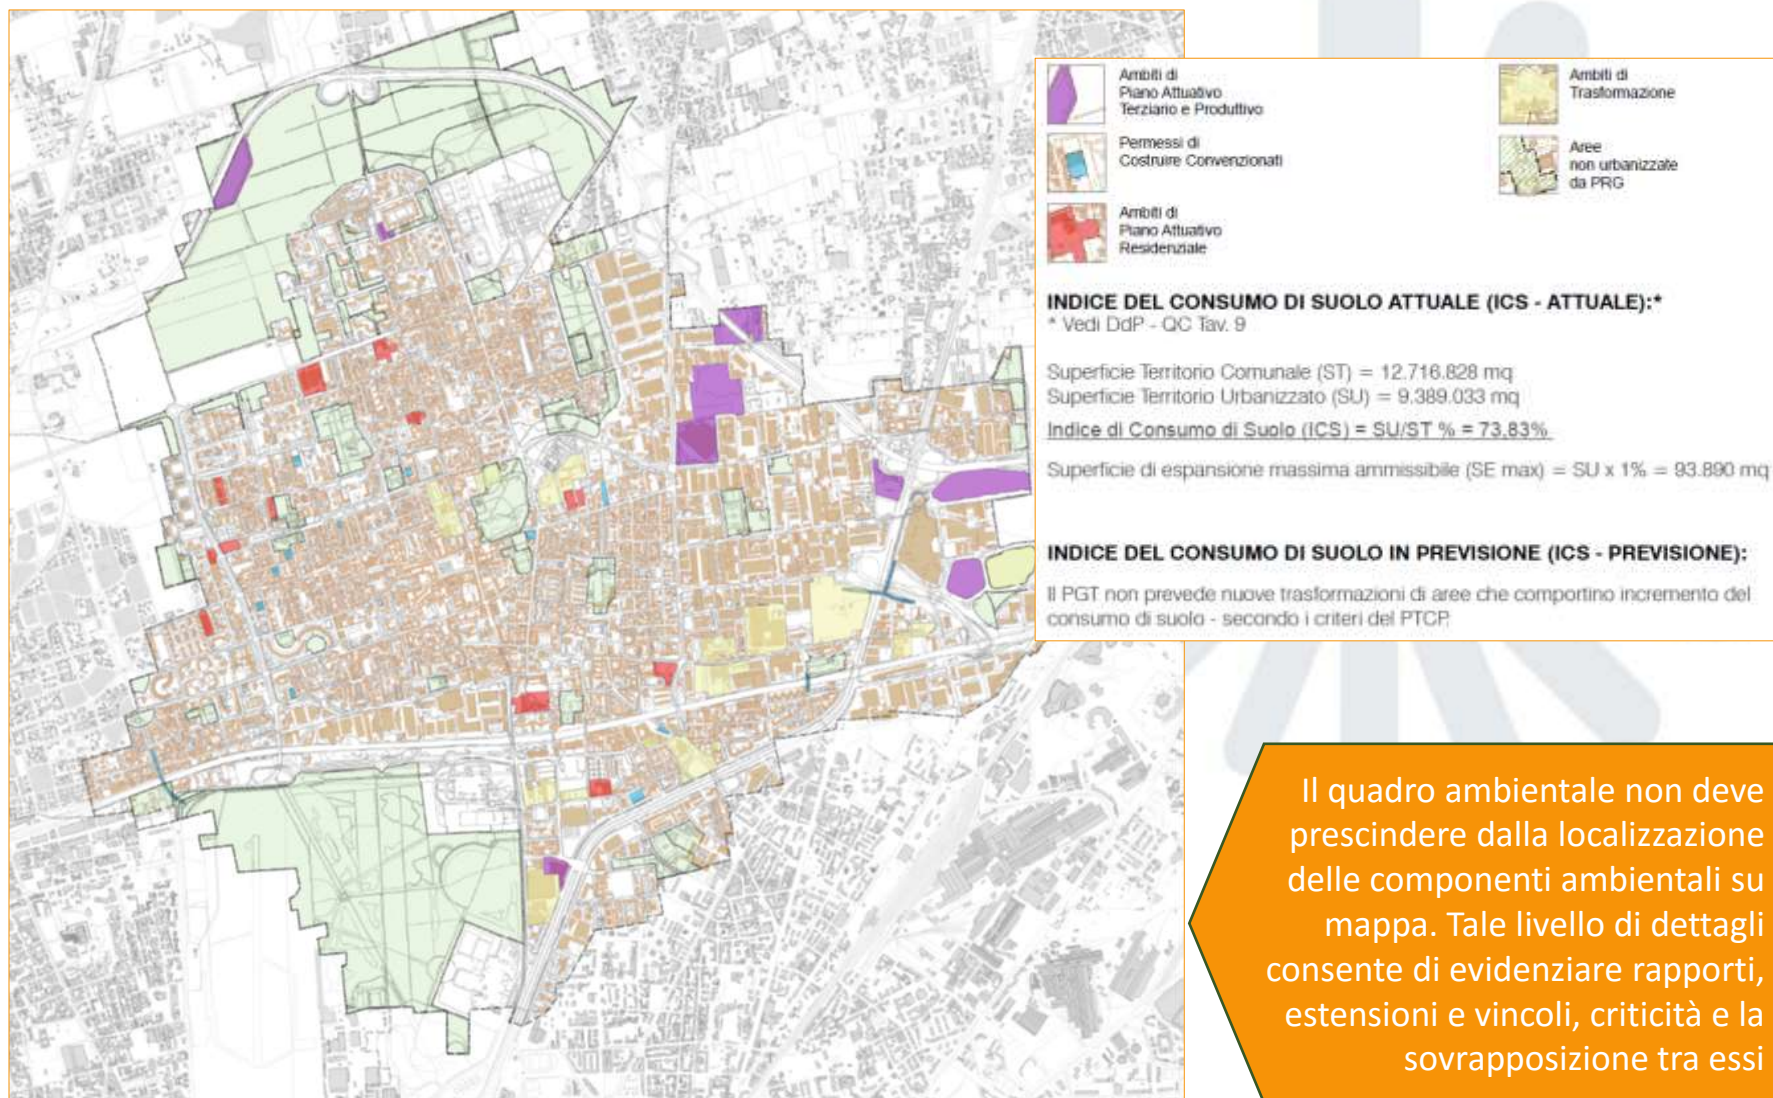 Ambiti di
Piano Attuativo
Terziario e Produttivo
Permessi di
Costruire Convenzionati
Ambiti di
Piano Attuativo
Residenziale
Ambiti di
Trasformazione
Aree
non urbanizzate
da PRG
INDICE DEL CONSUMO DI SUOLO ATTUALE (ICS - ATTUALE):*
* Vedi DdP - QC Tav. 9
Superficie Territorio Comunale (ST) = 12.716.828 mq
Superficie Territorio Urbanizzato (SU) = 9.389.033 mq
Indice di Consumo di Suolo (ICS) = SU/ST % = 73,83%
Superficie di espansione massima ammissibile (SE max) = SU x 1% = 93.890 mq
INDICE DEL CONSUMO DI SUOLO IN PREVISIONE (ICS - PREVISIONE):
Il PGT non prevede nuove trasformazioni di aree che comportino incremento del
consumo di suolo - secondo i criteri del PTCP.
Il quadro ambientale non deve
prescindere dalla localizzazione
delle componenti ambientali su
mappa. Tale livello di dettagli
consente di evidenziare rapporti,
estensioni e vincoli, criticità e la
sovrapposizione tra essi